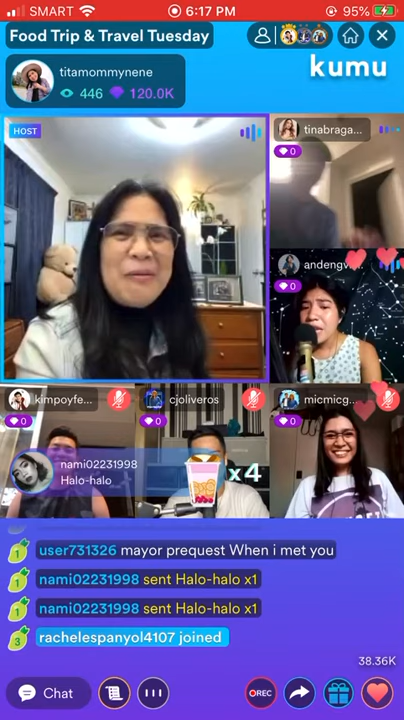 SMART
6:17 PM
95%
Food Trip & Travel Tuesday
titamommynene
446 120.0K
kumu
HOST
tinabraga...
0
andengv...
0
kimpoyfe...
0
cjoliveros
0
micmicg...
0
nami02231998
Halo-halo
x4
1 user731326 mayor prequest When i met you
1 nami02231998 sent Halo-halo x1
1 nami02231998 sent Halo-halo x1
3 rachelespanyol4107 joined
38.36K
Chat
REC